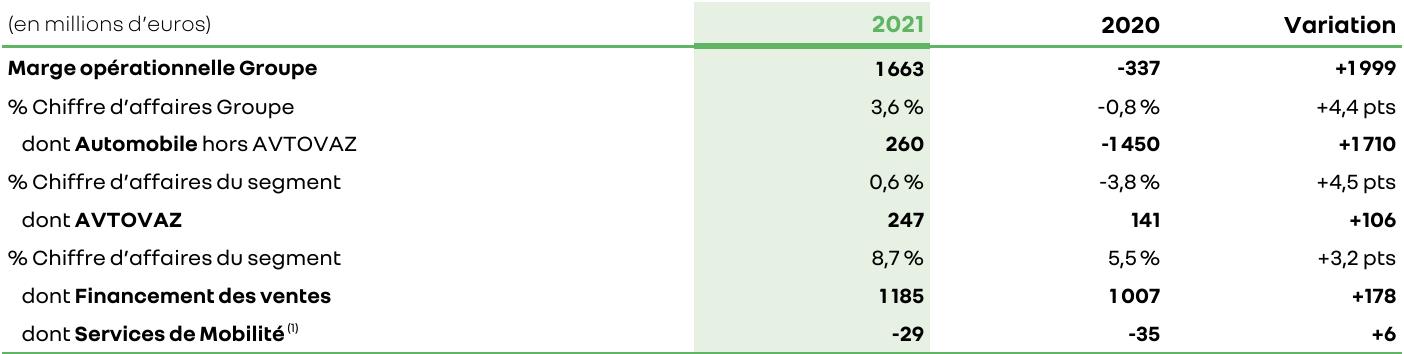 (en millions d'euros) 2021 2020 Variation
Marge opérationnelle Groupe 1 663 -337 +1 999
% Chiffre d'affaires Groupe 3,6 % -0,8 % +4,4 pts
dont Automobile hors AVTOVAZ 260 -1 450 +1 710
% Chiffre d'affaires du segment 0,6 % -3,8 % +4,5 pts
dont AVTOVAZ 247 141 +106
% Chiffre d'affaires du segment 8,7 % 5,5 % +3,2 pts
dont Financement des ventes 1 185 1 007 +178
dont Services de Mobilité (1) -29 -35 +6